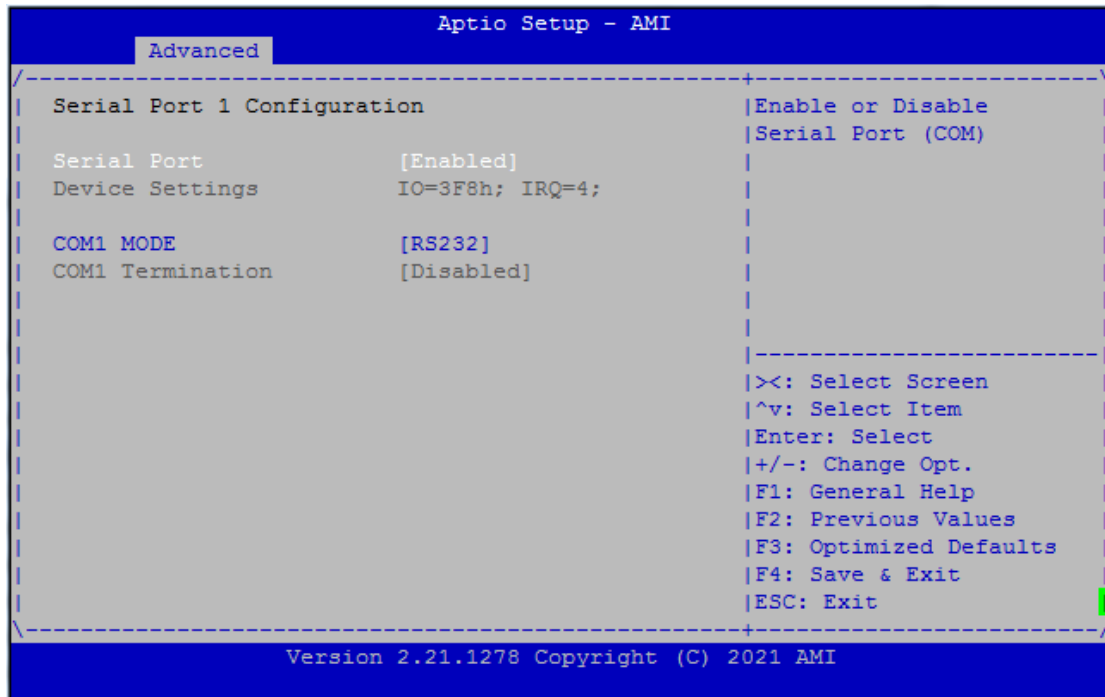 Aptio Setup - AMI
Advanced
Serial Port 1 Configuration
Serial Port [Enabled]
Device Settings IO=3F8h; IRQ=4;
COM1 MODE [RS232]
COM1 Termination [Disabled]
Enable or Disable
Serial Port (COM)
><: Select Screen
^v: Select Item
Enter: Select
+/-: Change Opt.
F1: General Help
F2: Previous Values
F3: Optimized Defaults
F4: Save & Exit
ESC: Exit
Version 2.21.1278 Copyright (C) 2021 AMI